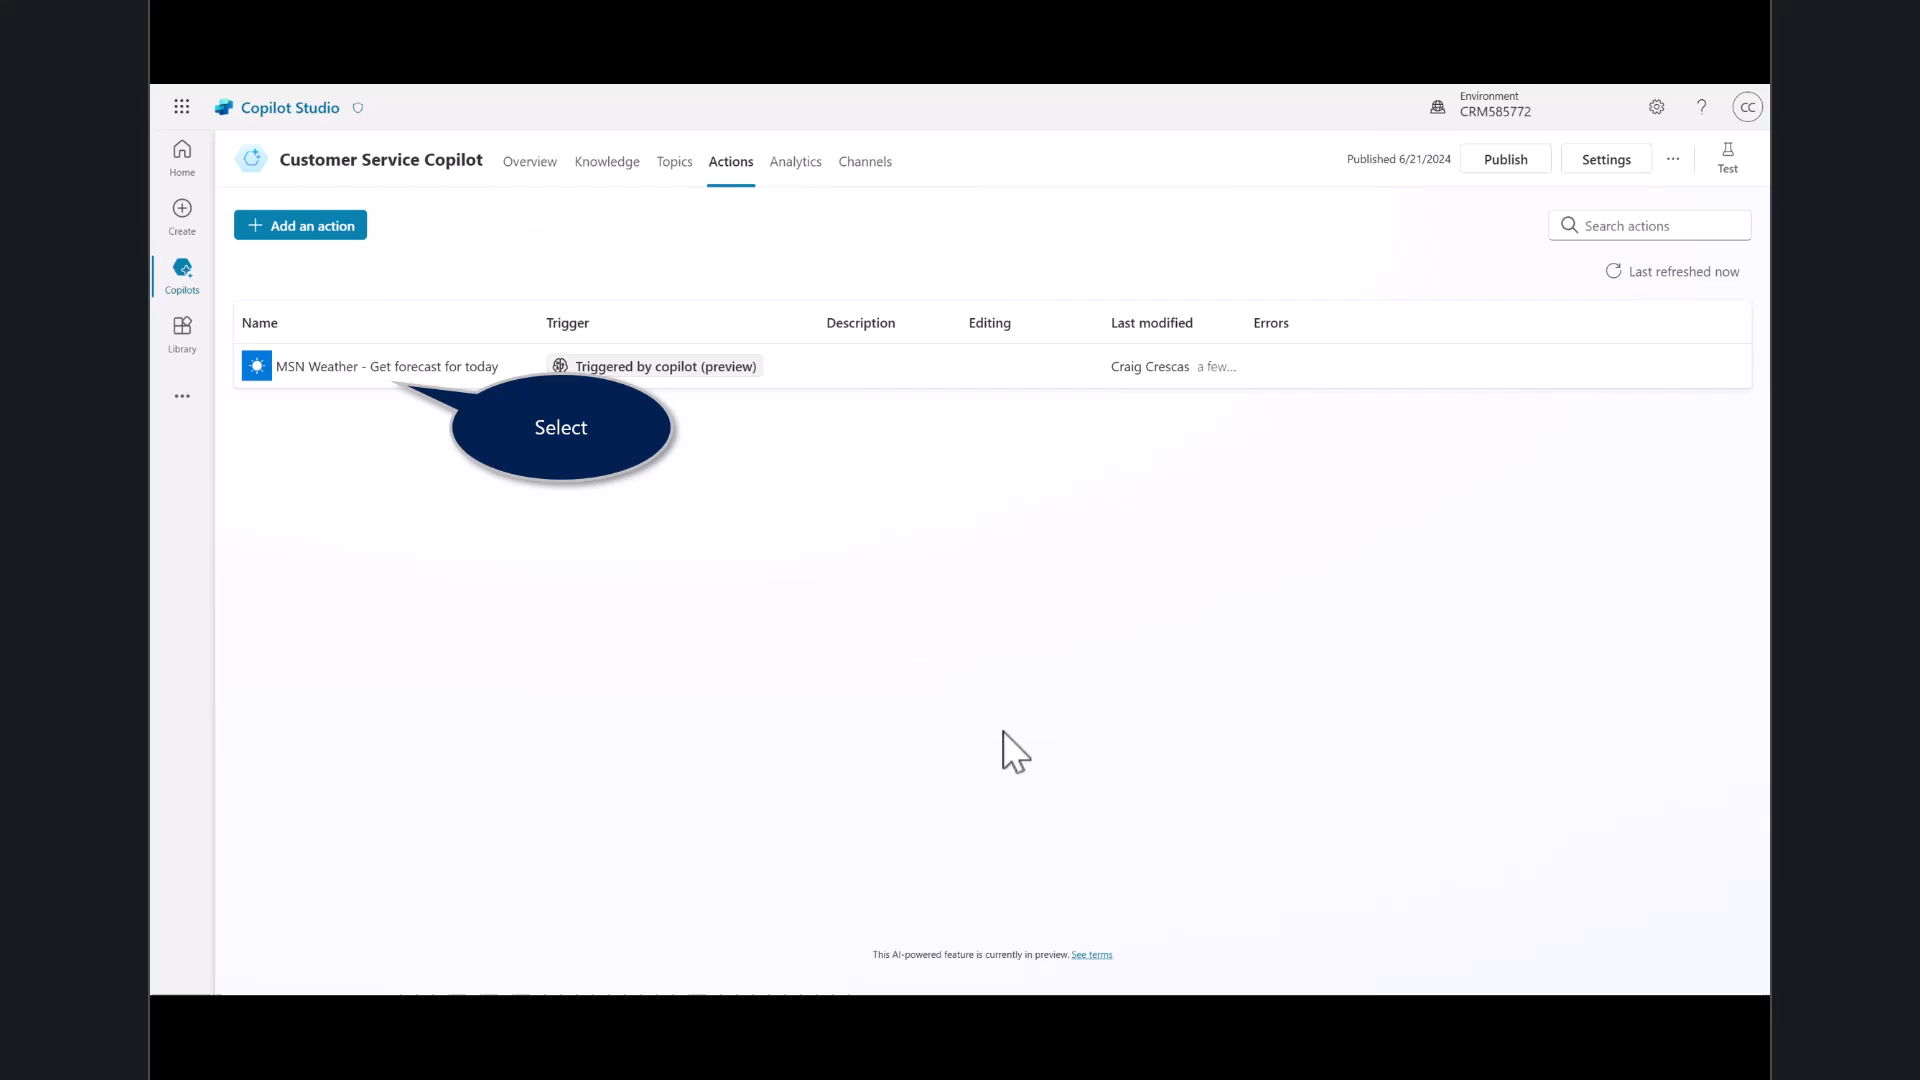 Copilot Studio
Environment
CRM585772
?
CC
Home
Create
Copilots
Library
Customer Service Copilot
Overview
Knowledge
Topics
Actions
Analytics
Channels
Published 6/21/2024
Publish
Settings
Test
Add an action
Search actions
Last refreshed now
Name
Trigger
Description
Editing
Last modified
Errors
MSN Weather - Get forecast for today
Triggered by copilot (preview)
Craig Crescas a few...
Select
This AI-powered feature is currently in preview. See terms